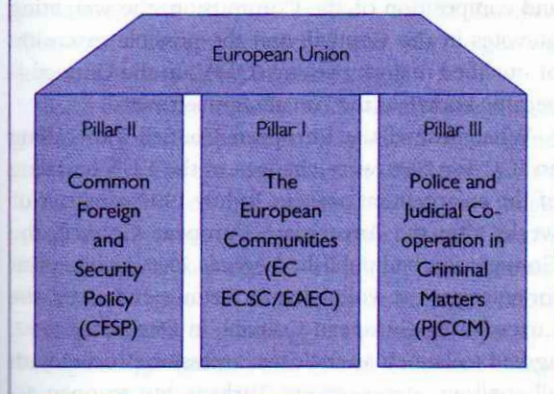 European Union
Pillar II
Common
Foreign
and
Security
Policy
(CFSP)
Pillar I
The
European
Communities
(EC
ECSC/EAEC)
Pillar III
Police and
Judicial Co-
operation in
Criminal
Matters
(PJCCM)